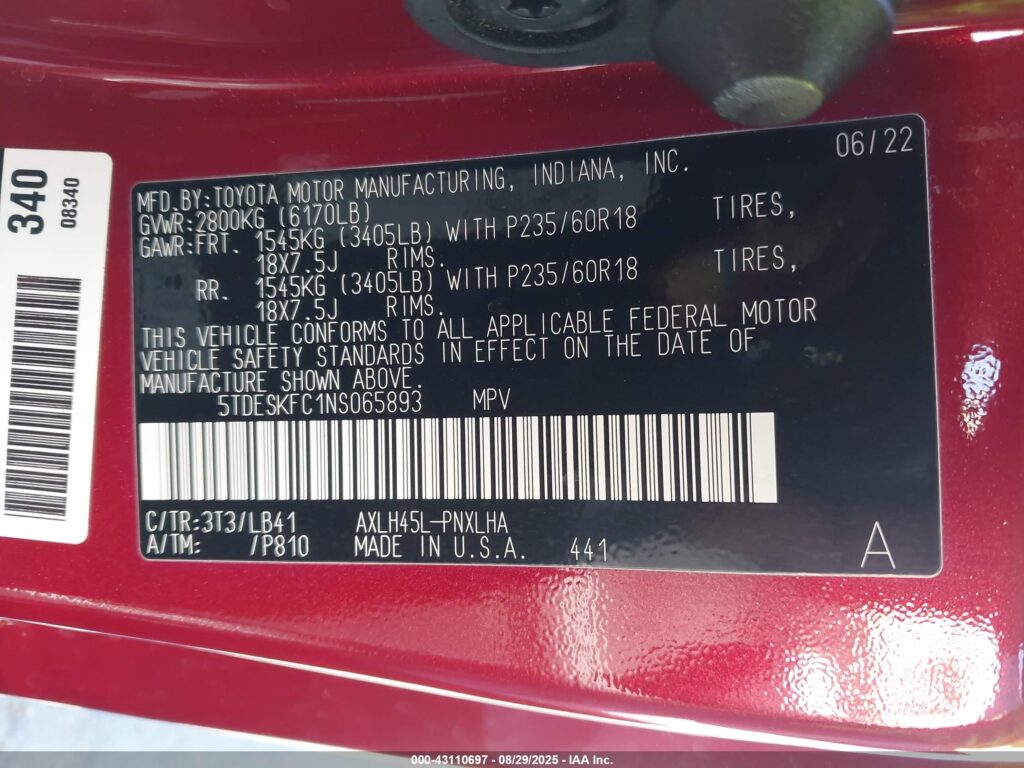 340
08340
06/22
MFD.BY:TOYOTA MOTOR MANUFACTURING, INDIANA, INC.
GVWR:2800KG (6170LB)
GAWR:FRT. 1545KG (3405LB) WITH P235/60R18 TIRES,
18X7.5J RIMS.
RR. 1545KG (3405LB) WITH P235/60R18 TIRES,
18X7.5J RIMS.
THIS VEHICLE CONFORMS TO ALL APPLICABLE FEDERAL MOTOR
VEHICLE SAFETY STANDARDS IN EFFECT ON THE DATE OF
MANUFACTURE SHOWN ABOVE.
5TDESKFC1NS065893 MPV
C/TR:3T3/LB41 AXLH45L-PNXLHA
A/TM: /P810 MADE IN U.S.A. 441 A
000-43110697 - 08/29/2025 - IAA Inc.